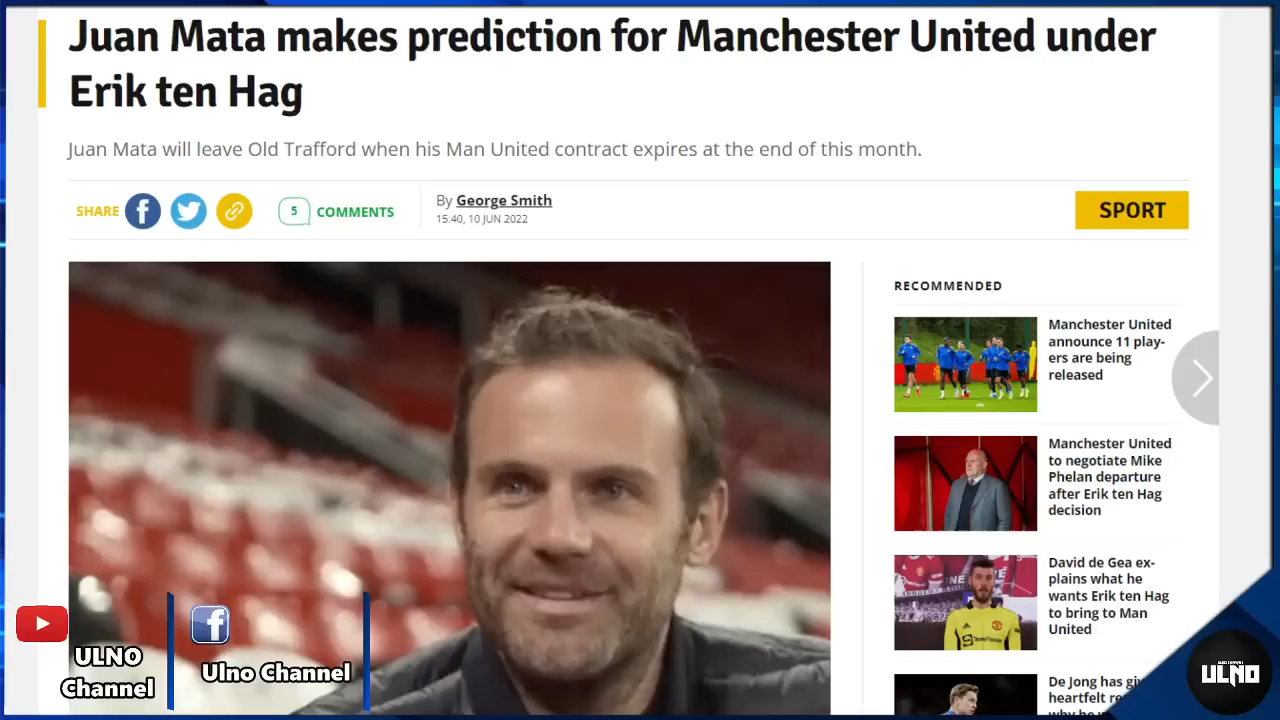 Juan Mata makes prediction for Manchester United under
Erik ten Hag
Juan Mata will leave Old Trafford when his Man United contract expires at the end of this month.
SHARE
5 COMMENTS
By George Smith
15:40, 10 JUN 2022
SPORT
RECOMMENDED
Manchester United
announce 11 play-
ers are being
released
Manchester United
to negotiate Mike
Phelan departure
after Erik ten Hag
decision
David de Gea ex-
plains what he
wants Erik ten Hag
to bring to Man
United
De Jong has
heartfelt
ULNO
Channel
Ulno Channel
ULNO